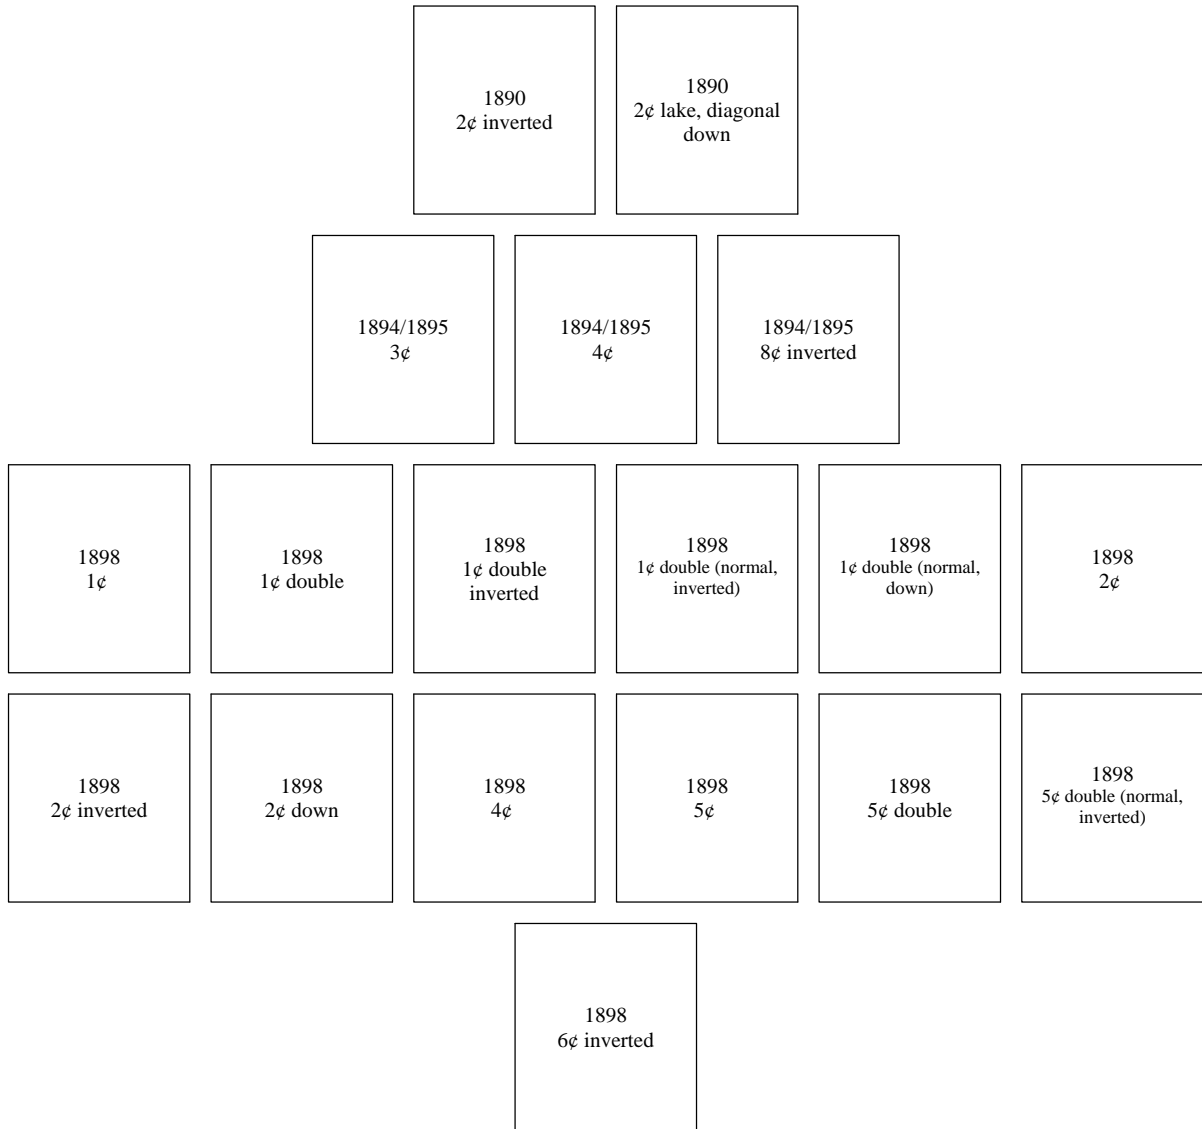 1890
2¢ inverted
1890
2¢ lake, diagonal
down
1894/1895
3¢
1894/1895
4¢
1894/1895
8¢ inverted
1898
1¢
1898
1¢ double
1898
1¢ double
inverted
1898
1¢ double (normal,
inverted)
1898
1¢ double (normal,
down)
1898
2¢
1898
2¢ inverted
1898
2¢ down
1898
4¢
1898
5¢
1898
5¢ double
1898
5¢ double (normal,
inverted)
1898
6¢ inverted